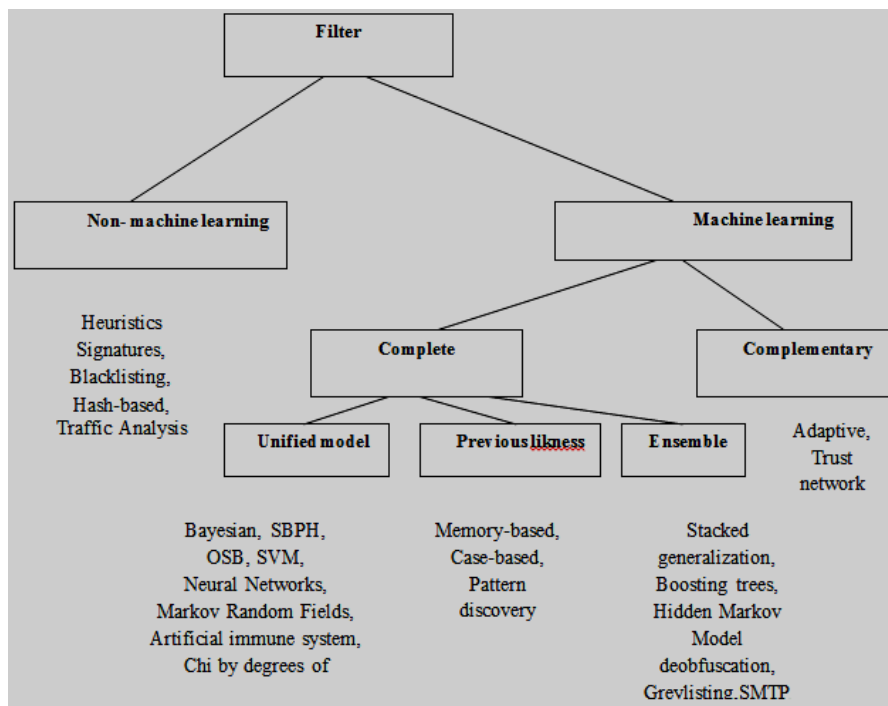 Filter
Non- machine learning
Machine learning
Heuristics
Signatures,
Blacklisting,
Hash-based,
Traffic Analysis
Complete
Complementary
Adaptive,
Trust
network
Unified model
Previous likness
Ensemble
Bayesian, SBPH,
OSB, SVM,
Neural Networks,
Markov Random Fields,
Artificial immune system,
Chi by degrees of
Memory-based,
Case-based,
Pattern
discovery
Stacked
generalization,
Boosting trees,
Hidden Markov
Model
deobfuscation,
Greylisting,SMTP